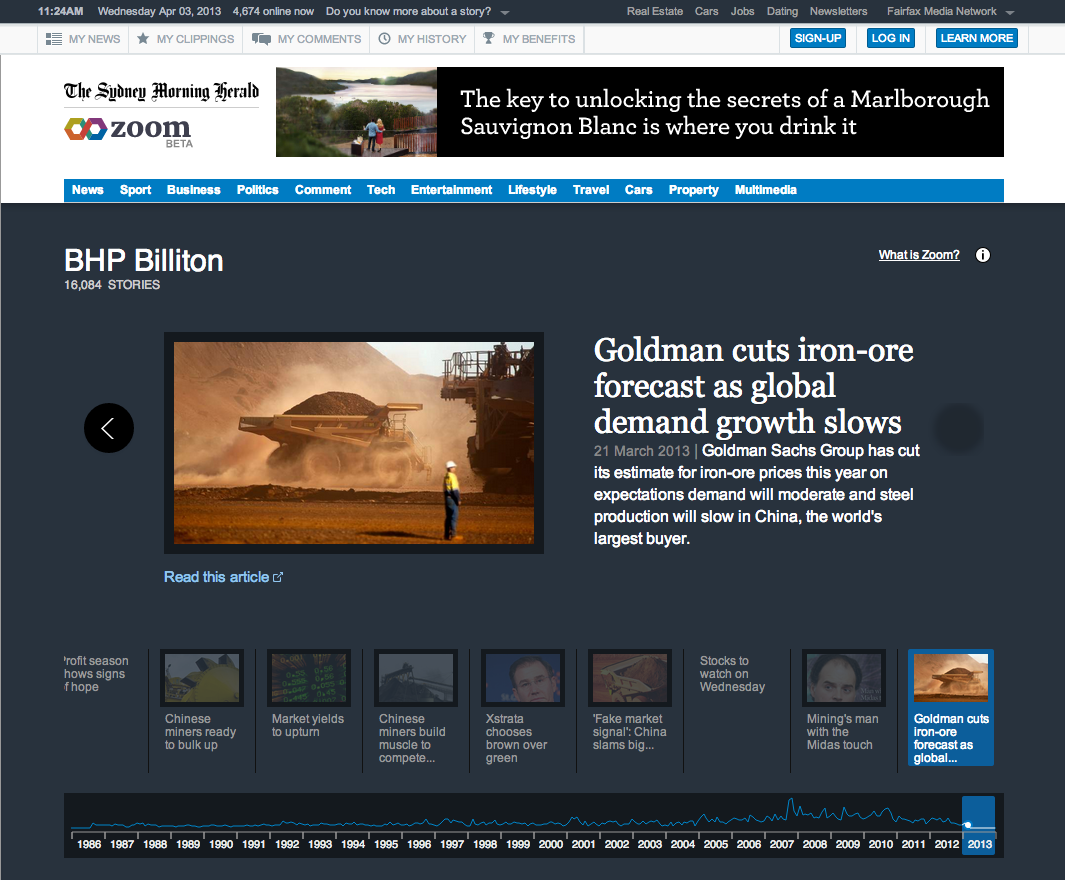 11:24AM Wednesday Apr 03, 2013 4,674 online now Do you know more about a story? Real Estate Cars Jobs Dating Newsletters Fairfax Media Network
MY NEWS MY CLIPPINGS MY COMMENTS MY HISTORY MY BENEFITS SIGN-UP LOG IN LEARN MORE
The Sydney Morning Herald
zoom
BETA
The key to unlocking the secrets of a Marlborough
Sauvignon Blanc is where you drink it
News Sport Business Politics Comment Tech Entertainment Lifestyle Travel Cars Property Multimedia
BHP Billiton
16,084 STORIES
What is Zoom? i
Goldman cuts iron-ore
forecast as global
demand growth slows
21 March 2013 | Goldman Sachs Group has cut
its estimate for iron-ore prices this year on
expectations demand will moderate and steel
production will slow in China, the world's
largest buyer.
Read this article
rofit season
hows signs
f hope
Chinese
miners ready
to bulk up
Market yields
to upturn
Chinese
miners build
muscle to
compete...
Xstrata
chooses
brown over
green
'Fake market
signal': China
slams big...
Stocks to
watch on
Wednesday
Mining's man
with the
Midas touch
Goldman cuts
iron-ore
forecast as
global...
1986 1987 1988 1989 1990 1991 1992 1993 1994 1995 1996 1997 1998 1999 2000 2001 2002 2003 2004 2005 2006 2007 2008 2009 2010 2011 2012 2013